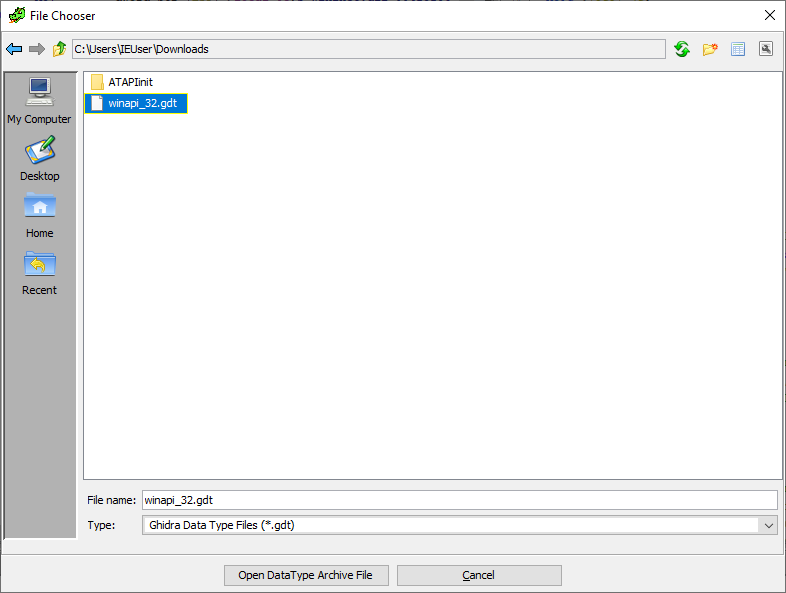 File Chooser
C:\Users\IEUser\Downloads
My Computer
Desktop
Home
Recent
ATAPIinit
winapi_32.gdt
File name: winapi_32.gdt
Type: Ghidra Data Type Files (*.gdt)
Open DataType Archive File Cancel